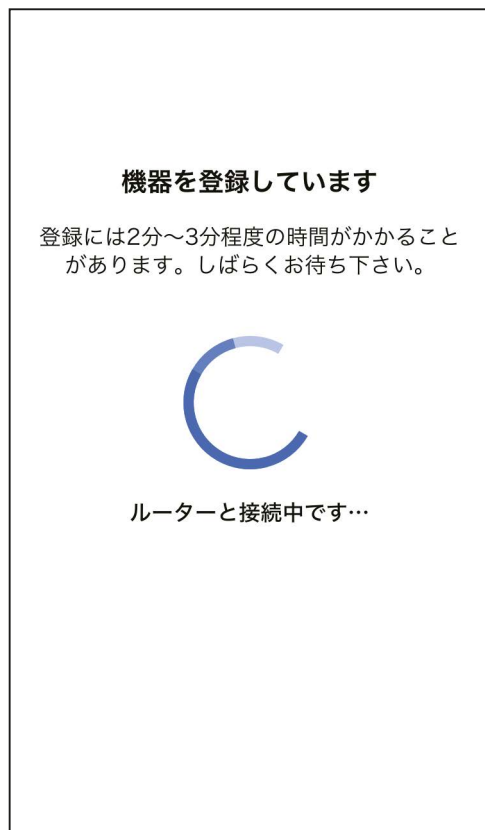 機器を登録しています
登録には2分〜3分程度の時間がかかること
があります。しばらくお待ち下さい。
ルーターと接続中です…